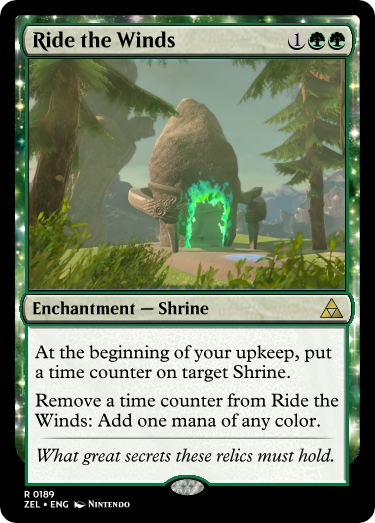 Ride the Winds 1
Enchantment — Shrine
At the beginning of your upkeep, put
a time counter on target Shrine.
Remove a time counter from Ride the
Winds: Add one mana of any color.
What great secrets these relics must hold.
R 0189
ZEL • ENG Nintendo